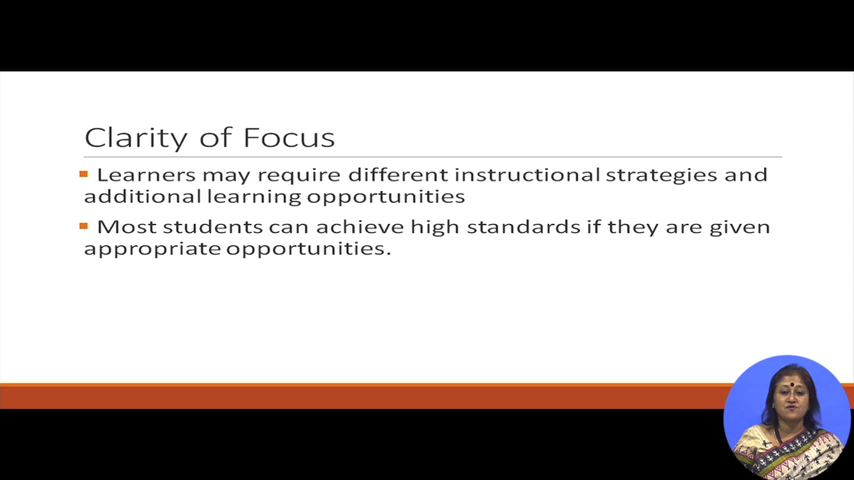 Clarity of Focus
Learners may require different instructional strategies and
additional learning opportunities
Most students can achieve high standards if they are given
appropriate opportunities.